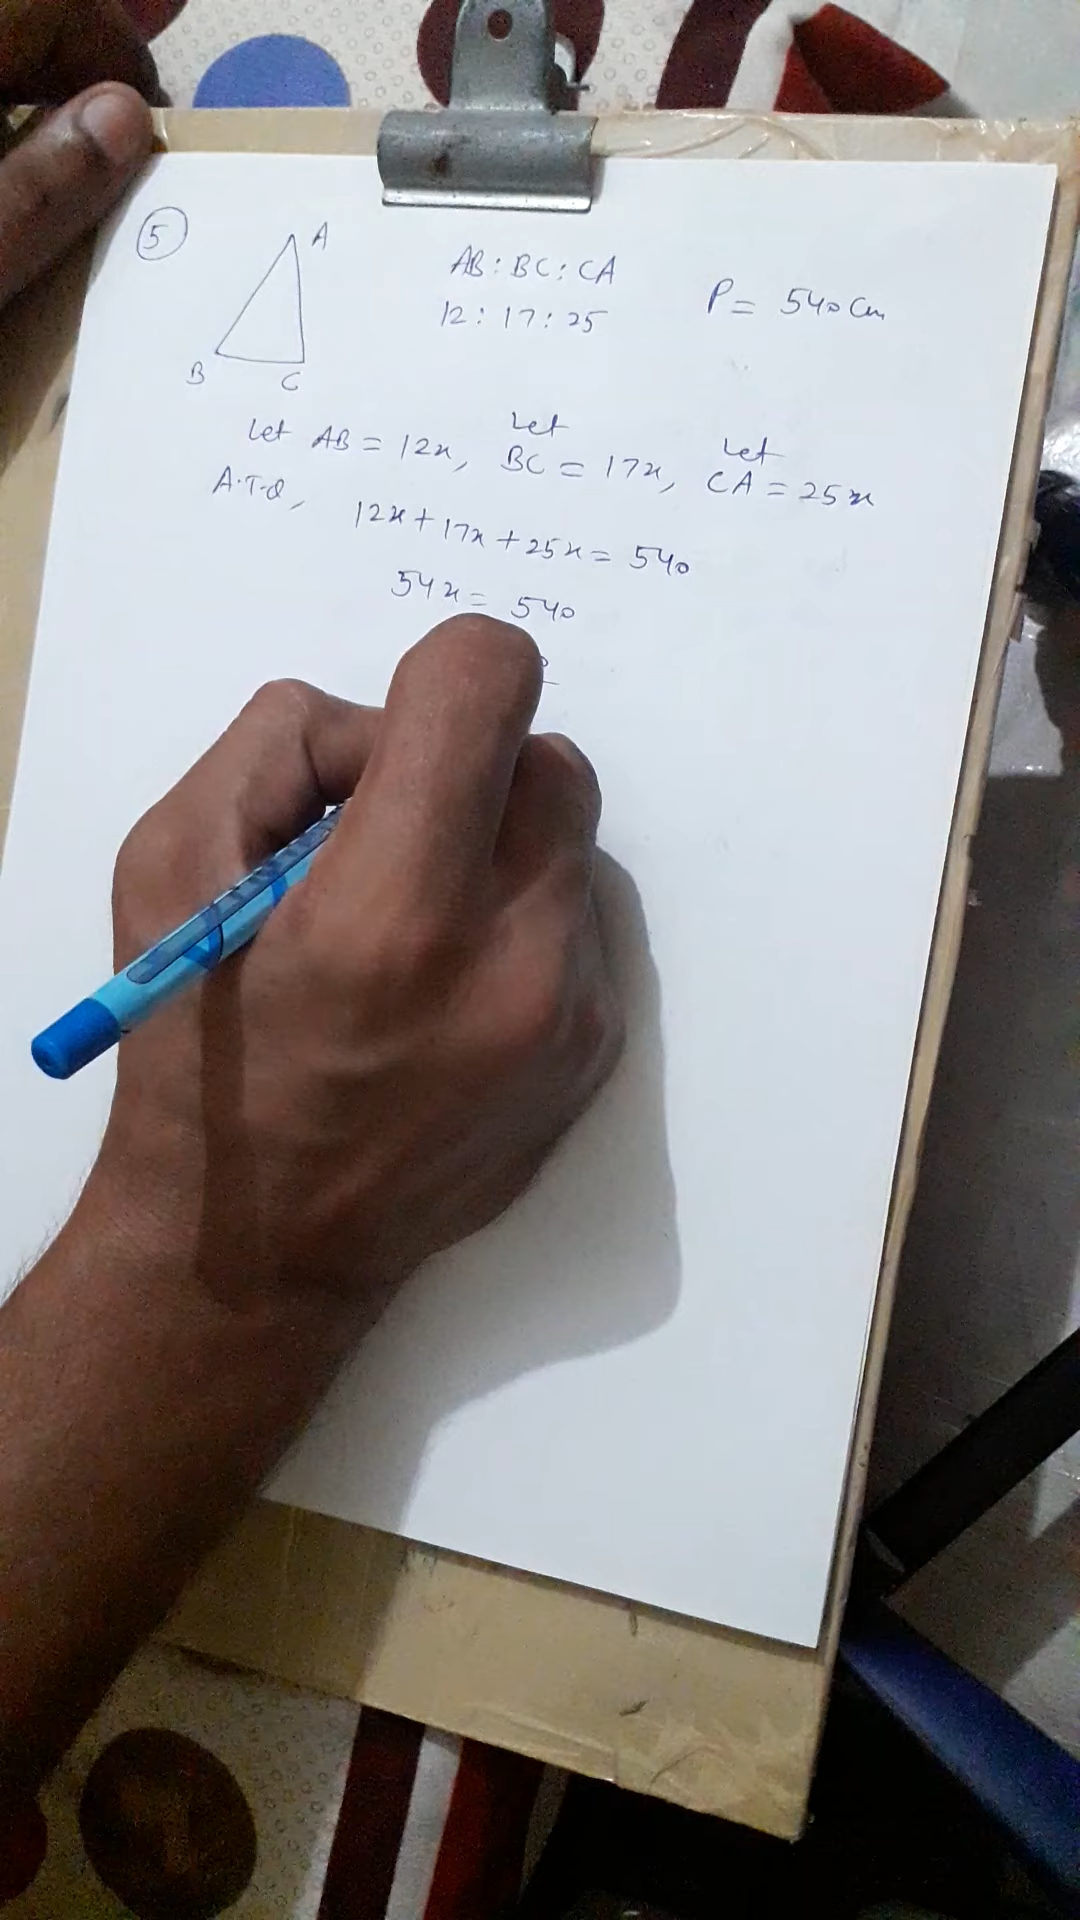 5
A
B
C
AB : BC : CA
12 : 17 : 25
P = 540 Cm
Let AB = 12x, Let BC = 17x, Let CA = 25x
A.T.Q,
12x + 17x + 25x = 540
54x = 540